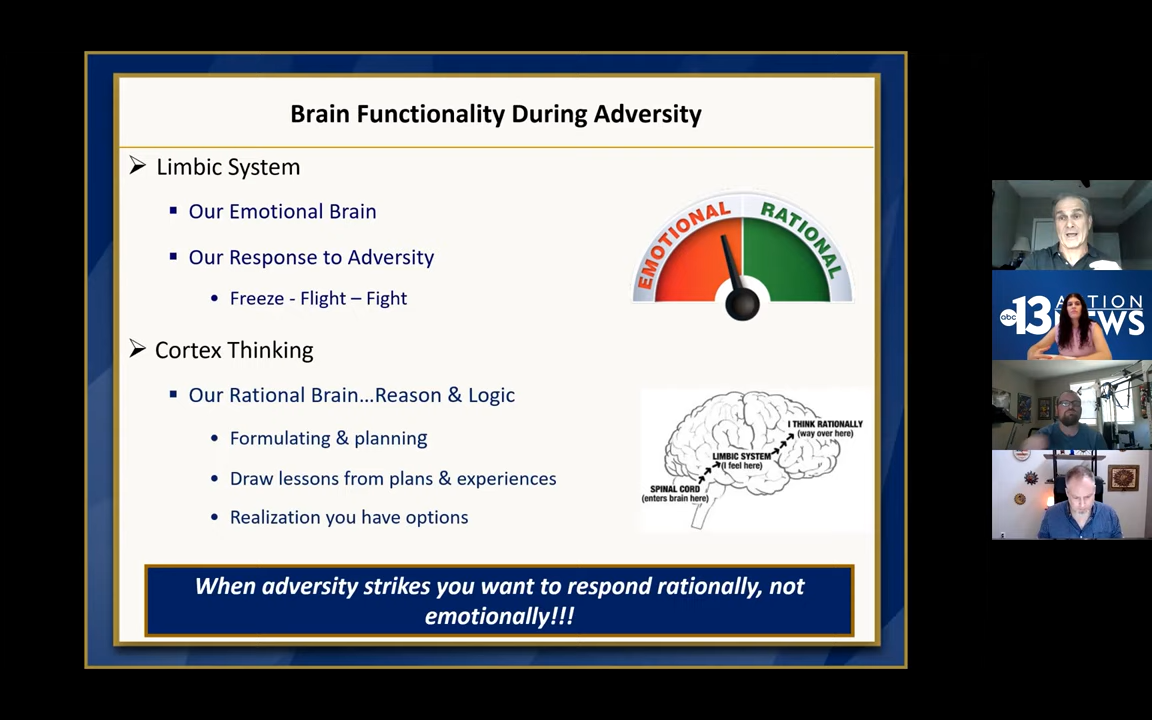 Brain Functionality During Adversity
Limbic System
Our Emotional Brain
Our Response to Adversity
Freeze - Flight – Fight
Cortex Thinking
Our Rational Brain…Reason & Logic
Formulating & planning
Draw lessons from plans & experiences
Realization you have options
EMOTIONAL
RATIONAL
I THINK RATIONALLY
(way over here)
LIMBIC SYSTEM
(I feel here)
SPINAL CORD
(enters brain here)
When adversity strikes you want to respond rationally, not
emotionally!!!
abc
13